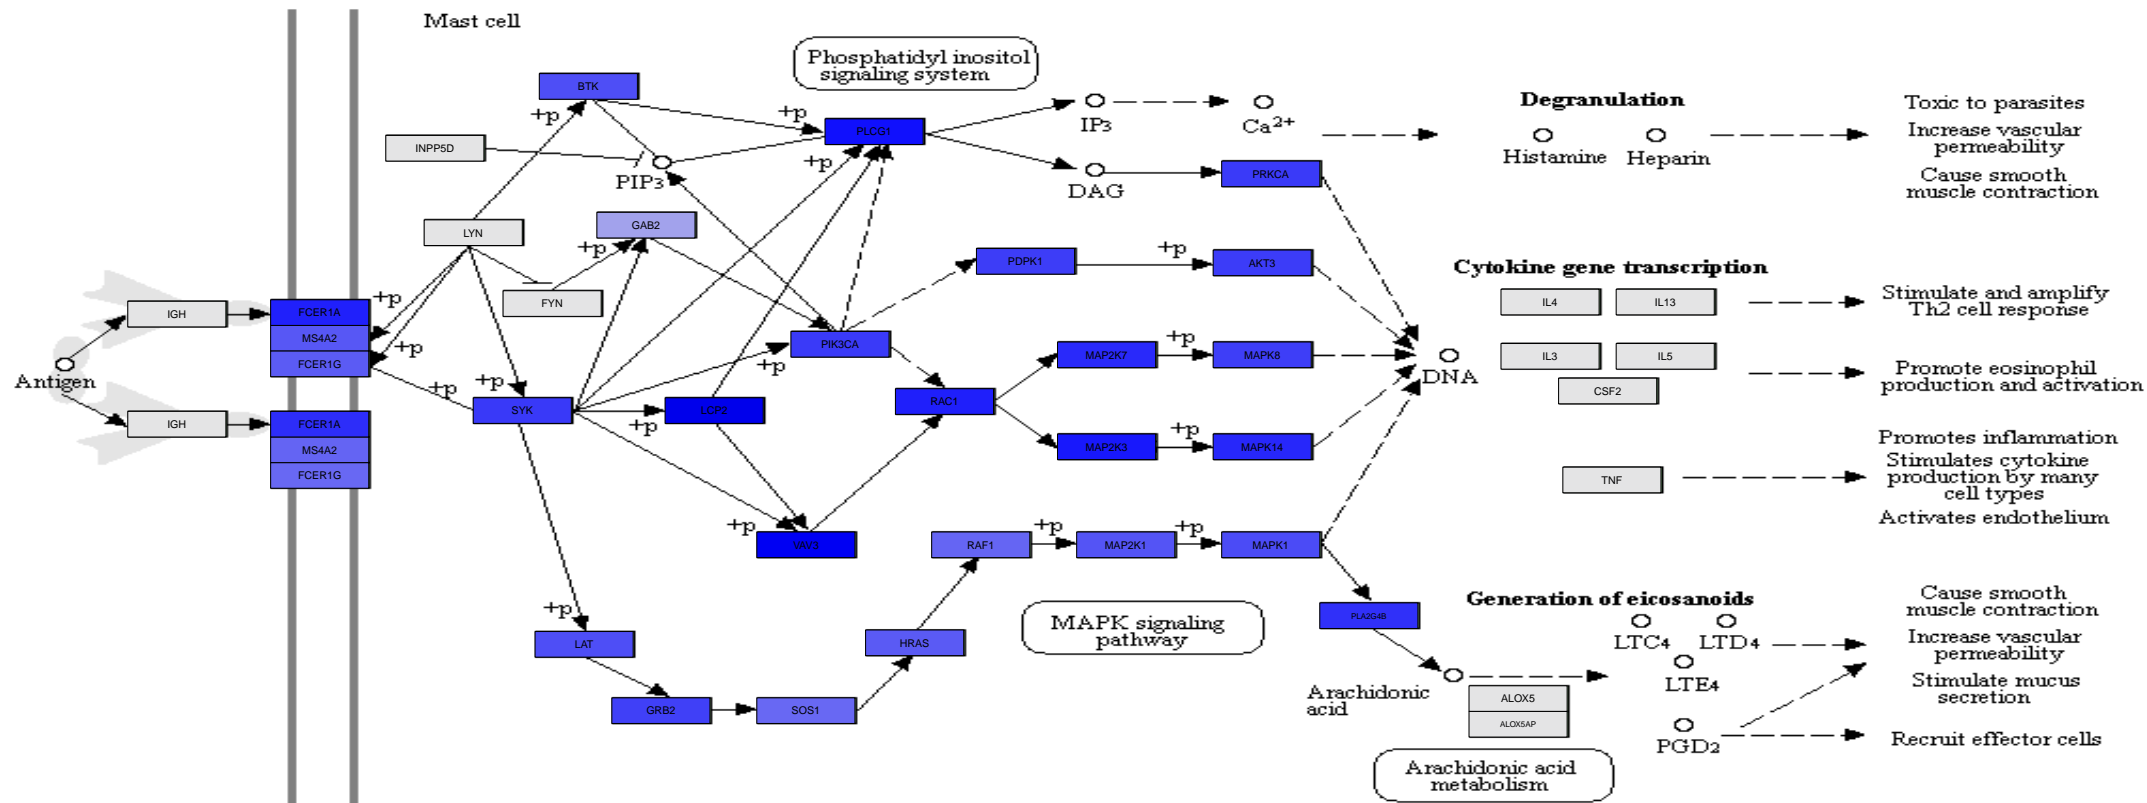 Mast cell
Phosphatidyl inositol
signaling system
BTK
+p
+p
PLCG1
IP3
Ca2+
Degranulation
Histamine
Heparin
Toxic to parasites
Increase vascular
permeability
Cause smooth
muscle contraction
INPP5D
PIP3
+p
DAG
PRKCA
LYN
GAB2
+p
FYN
PDPK1
+p
AKT3
Cytokine gene transcription
IL4
IL13
Stimulate and amplify
Th2 cell response
IGH
FCER1A
MS4A2
FCER1G
+p
+p
+p
+p
Antigen
PIK3CA
+p
MAP2K7
+p
MAPK8
DNA
IL3
IL5
CSF2
Promote eosinophil
production and activation
IGH
FCER1A
MS4A2
FCER1G
SYK
+p
LCP2
RAC1
MAP2K3
+p
MAPK14
TNF
Promotes inflammation
Stimulates cytokine
production by many
cell types
Activates endothelium
+p
VAV3
RAF1
+p
MAP2K1
+p
MAPK1
+p
LAT
HRAS
GRB2
SOS1
MAPK signaling
pathway
PLA2G4B
Generation of eicosanoids
LTC4
LTD4
LTE4
PGD2
Arachidonic
acid
ALOX5
ALOX5AP
Arachidonic acid
metabolism
Cause smooth
muscle contraction
Increase vascular
permeability
Stimulate mucus
secretion
Recruit effector cells